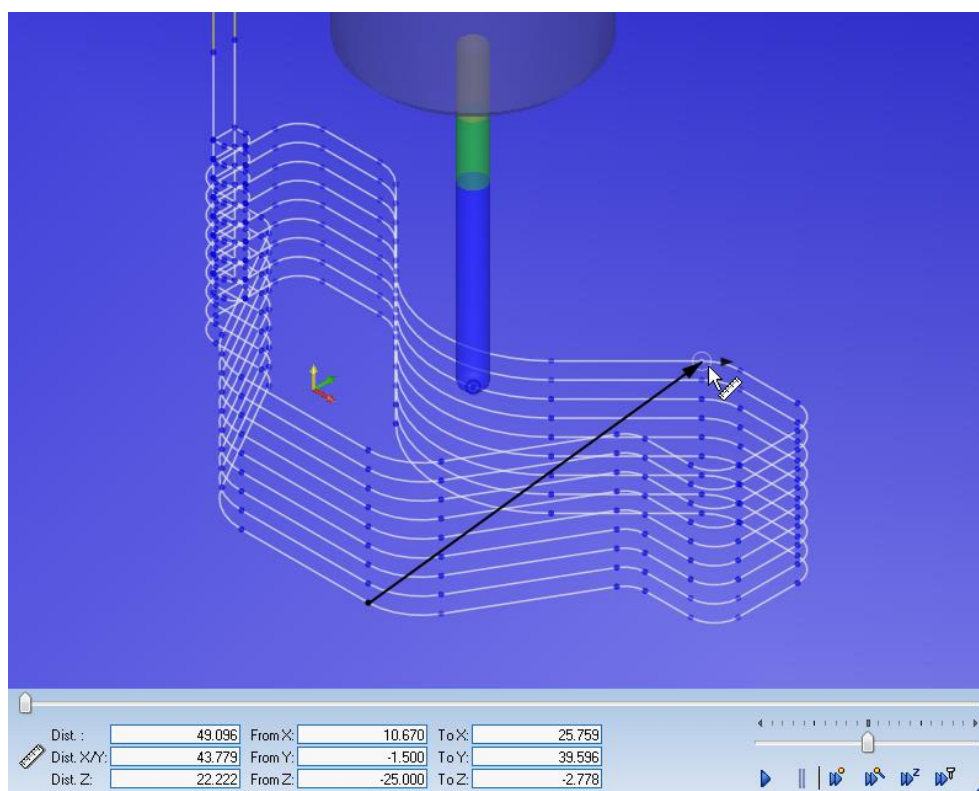 Dist. : 49.096 From X: 10.670 To X: 25.759
Dist. X/Y: 43.779 From Y: -1.500 To Y: 39.596
Dist. Z: 22.222 From Z: -25.000 To Z: -2.778
Z